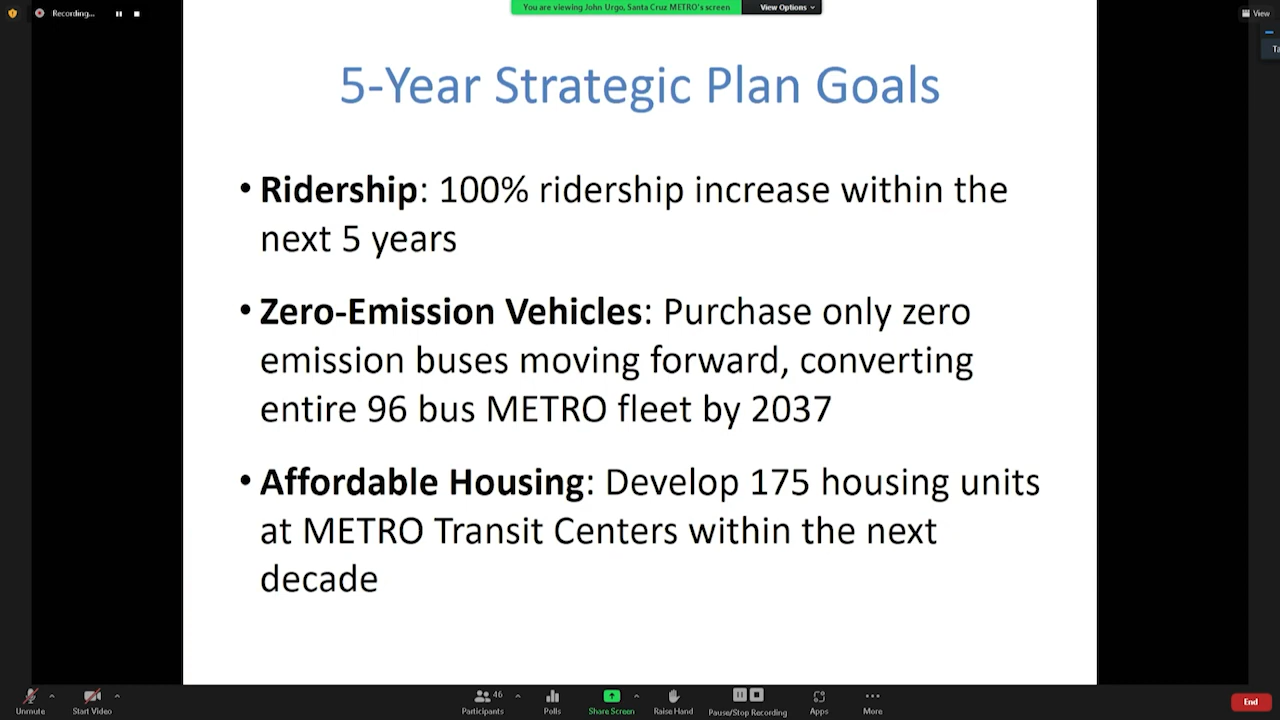 Recording...
You are viewing John Urgo, Santa Cruz METRO's screen
View Options
View
5-Year Strategic Plan Goals
• Ridership: 100% ridership increase within the
next 5 years
• Zero-Emission Vehicles: Purchase only zero
emission buses moving forward, converting
entire 96 bus METRO fleet by 2037
• Affordable Housing: Develop 175 housing units
at METRO Transit Centers within the next
decade
46
Unmute
Start Video
Participants
Polls
Share Screen
Raise Hand
Pause/Stop Recording
Apps
More
End